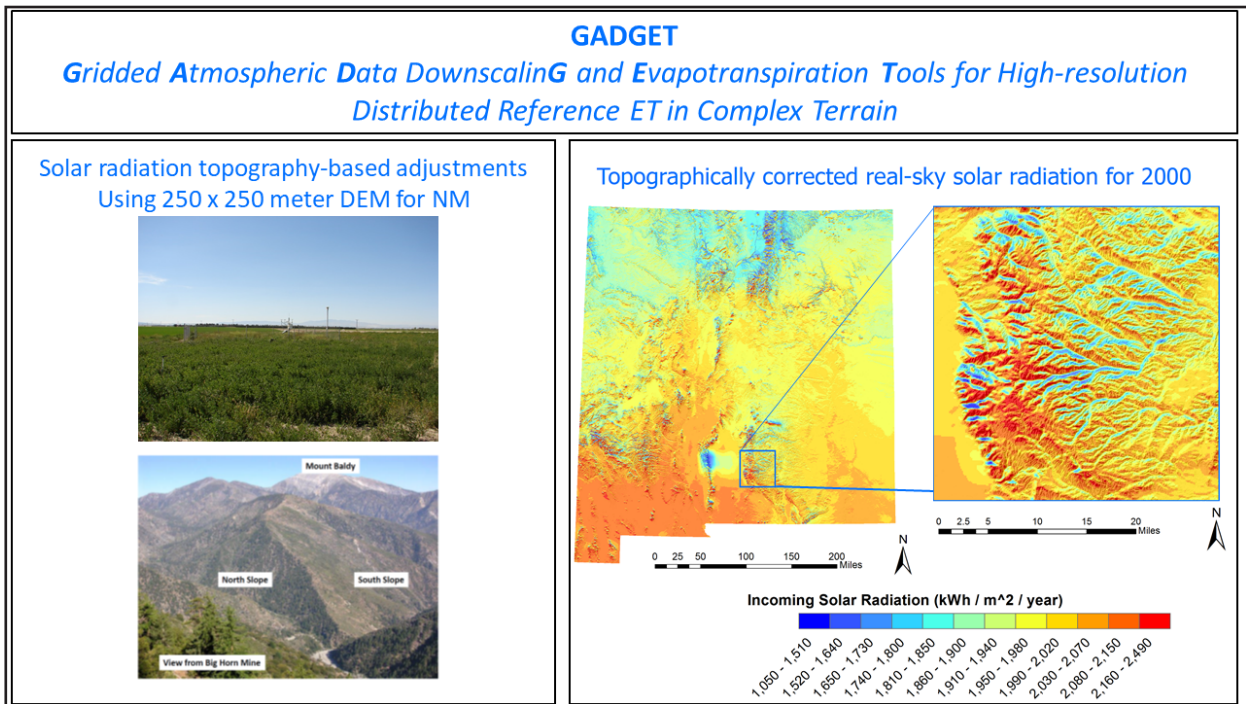 GADGET
Gridded Atmospheric Data DownscalinG and Evapotranspiration Tools for High-resolution
Distributed Reference ET in Complex Terrain
Solar radiation topography-based adjustments
Using 250 x 250 meter DEM for NM
Mount Baldy
North Slope
South Slope
View from Big Horn Mine
Topographically corrected real-sky solar radiation for 2000
N
0 2.5 5 10 15 20
Miles
N
0 25 50 100 150 200
Miles
Incoming Solar Radiation (kWh / m^2 / year)
1,050 - 1,510
1,520 - 1,640
1,650 - 1,730
1,740 - 1,800
1,810 - 1,850
1,860 - 1,900
1,910 - 1,940
1,950 - 1,980
1,990 - 2,020
2,030 - 2,070
2,080 - 2,150
2,160 - 2,490